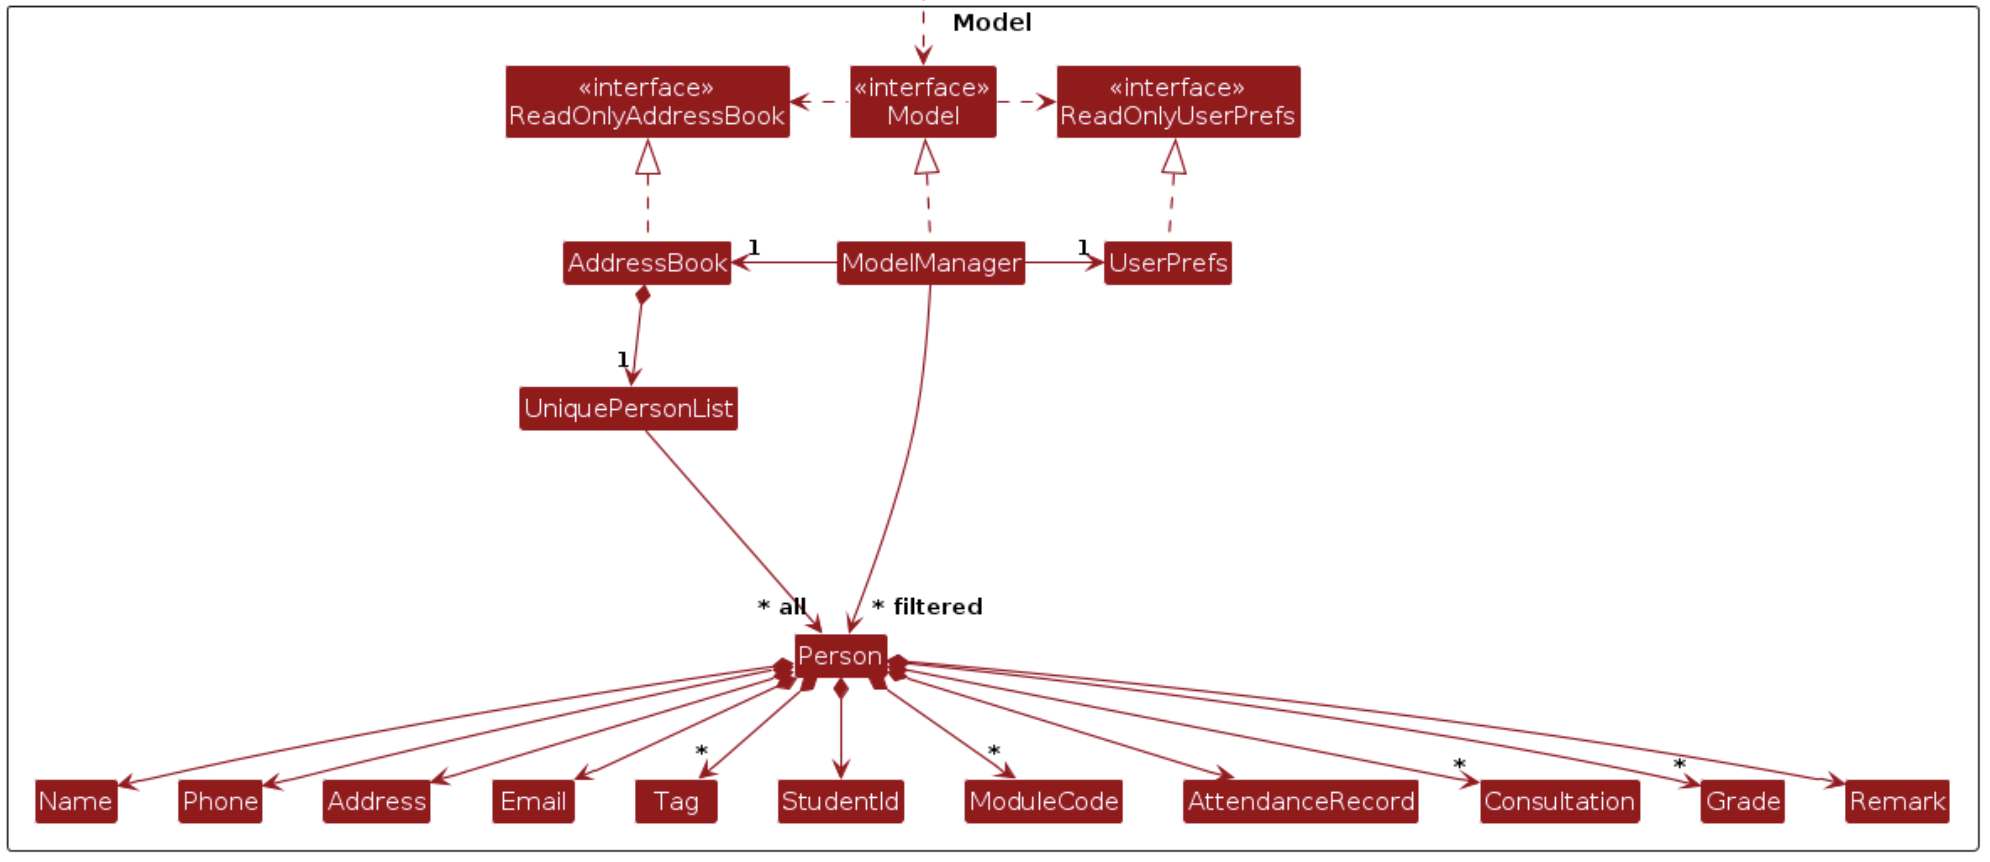 Model
«interface»
ReadOnlyAddressBook
«interface»
Model
«interface»
ReadOnlyUserPrefs
AddressBook
1
ModelManager
1
UserPrefs
1
UniquePersonList
* all
* filtered
Person
*
*
*
*
Name
Phone
Address
Email
Tag
StudentId
ModuleCode
AttendanceRecord
Consultation
Grade
Remark